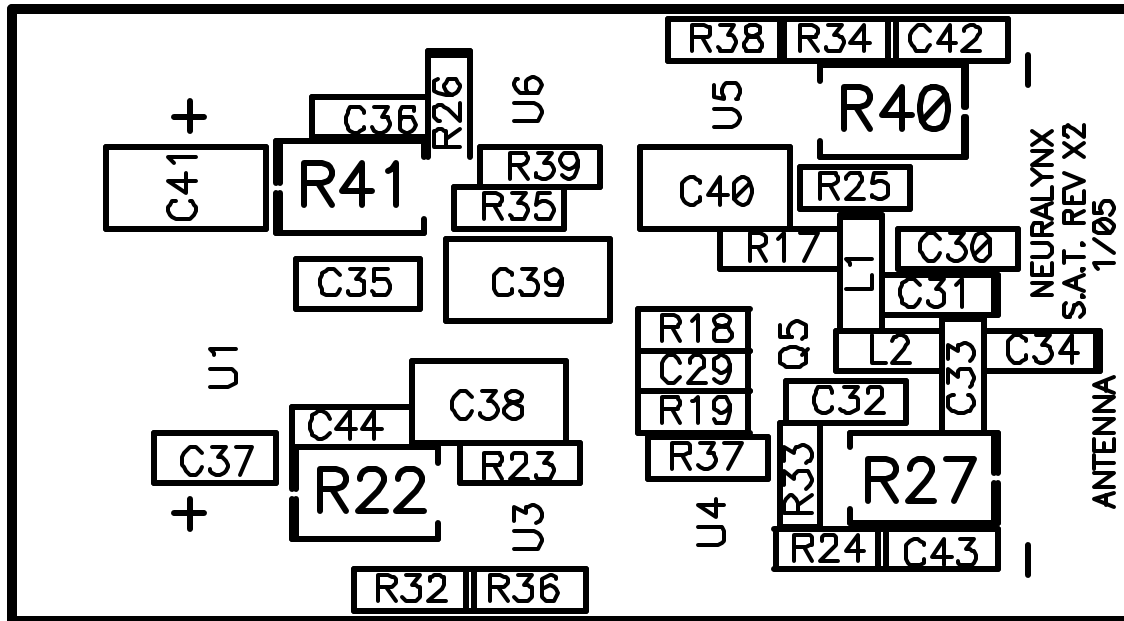 R38
R34
C42
R26
U6
U5
R40
C36
+
C41
R41
R39
R35
C40
R25
R17
L1
C30
C31
C35
C39
NEURALYNX
S.A.T. REV X2
1/05
R18
C29
R19
Q5
L2
C33
C34
U1
C38
C32
C44
C37
R23
R37
R33
R27
ANTENNA
R22
+
U3
U4
R24
C43
R32
R36